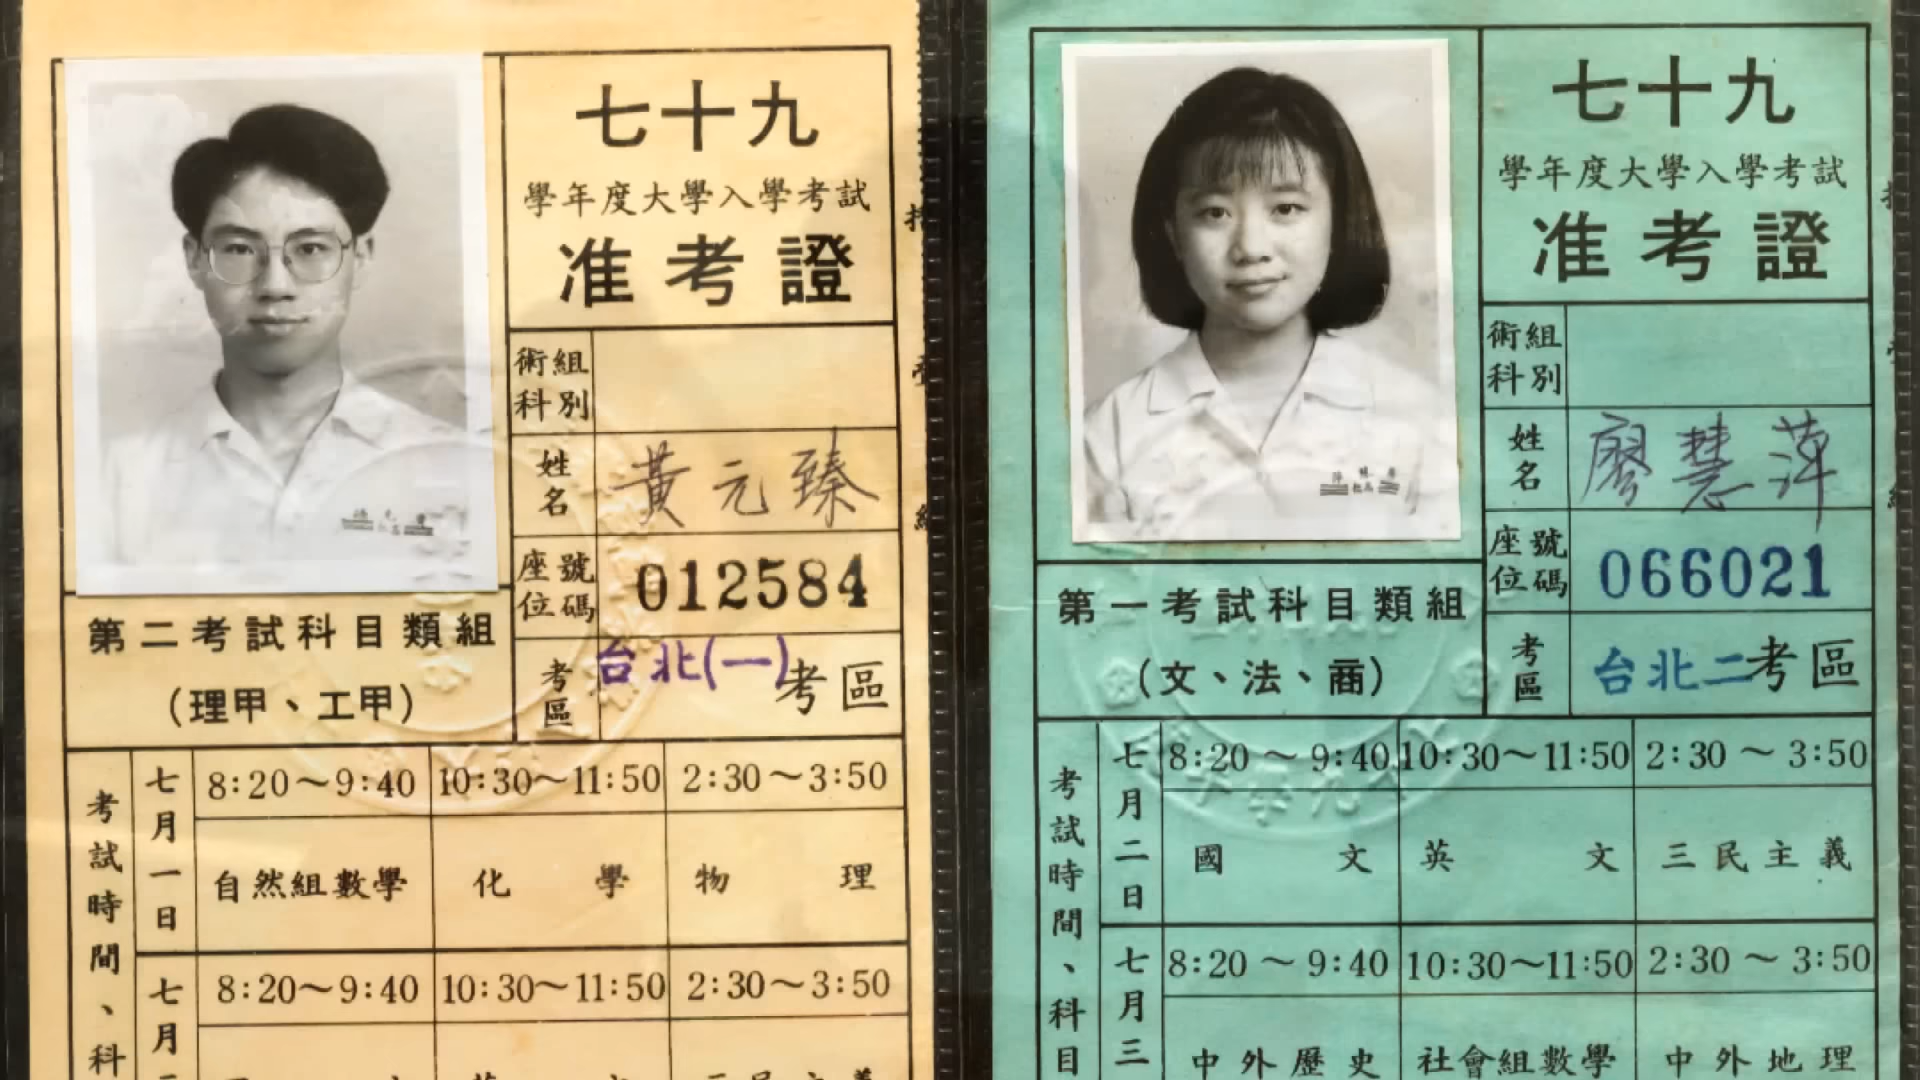 七十九
學年度大學入學考試
准考證
術科組別
姓名 黃元臻
座位號碼 012584
考區 台北(一)考區
第二考試科目類組
(理甲、工甲)
考試時間、科
七月一日
8:20~9:40 10:30~11:50 2:30~3:50
自然組數學 化學 物理
七月
8:20~9:40 10:30~11:50 2:30~3:50
七十九
學年度大學入學考試
准考證
術科組別
姓名 廖慧萍
座位號碼 066021
考區 台北二考區
第一考試科目類組
(文、法、商)
考試時間、科目
七月二日
8:20~9:40 10:30~11:50 2:30~3:50
國文 英文 三民主義
七月三
8:20~9:40 10:30~11:50 2:30~3:50
中外歷史 社會組數學 中外地理